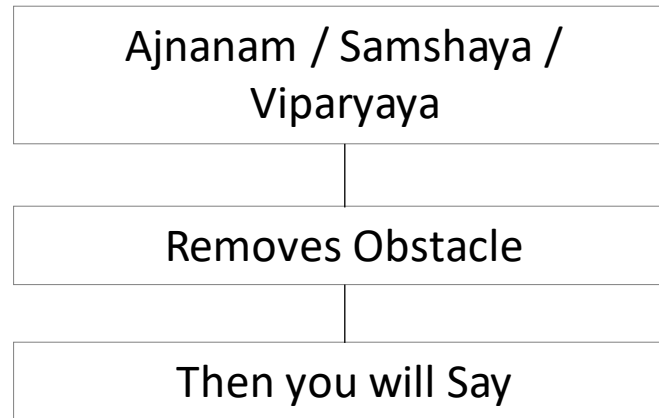 Ajnanam / Samshaya /
Viparyaya
Removes Obstacle
Then you will Say